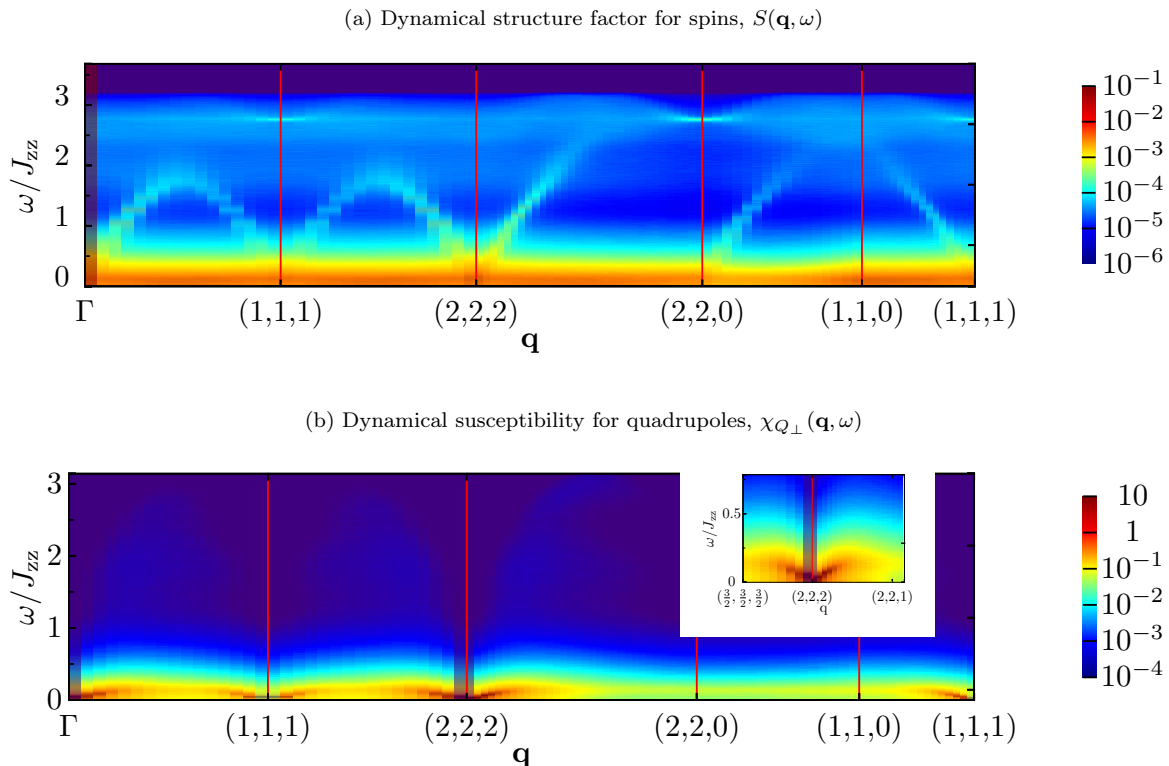 (a) Dynamical structure factor for spins, S(q, ω)
ω/J_zz
3
2
1
0
Γ (1,1,1) (2,2,2) (2,2,0) (1,1,0) (1,1,1)
q
10^-1
10^-2
10^-3
10^-4
10^-5
10^-6
(b) Dynamical susceptibility for quadrupoles, χ_Q⊥(q, ω)
ω/J_zz
3
2
1
0
Γ (1,1,1) (2,2,2) (2,2,0) (1,1,0) (1,1,1)
q
ω/J_zz
0.5
0
(3/2, 3/2, 3/2) (2,2,2) (2,2,1)
q
10
1
10^-1
10^-2
10^-3
10^-4